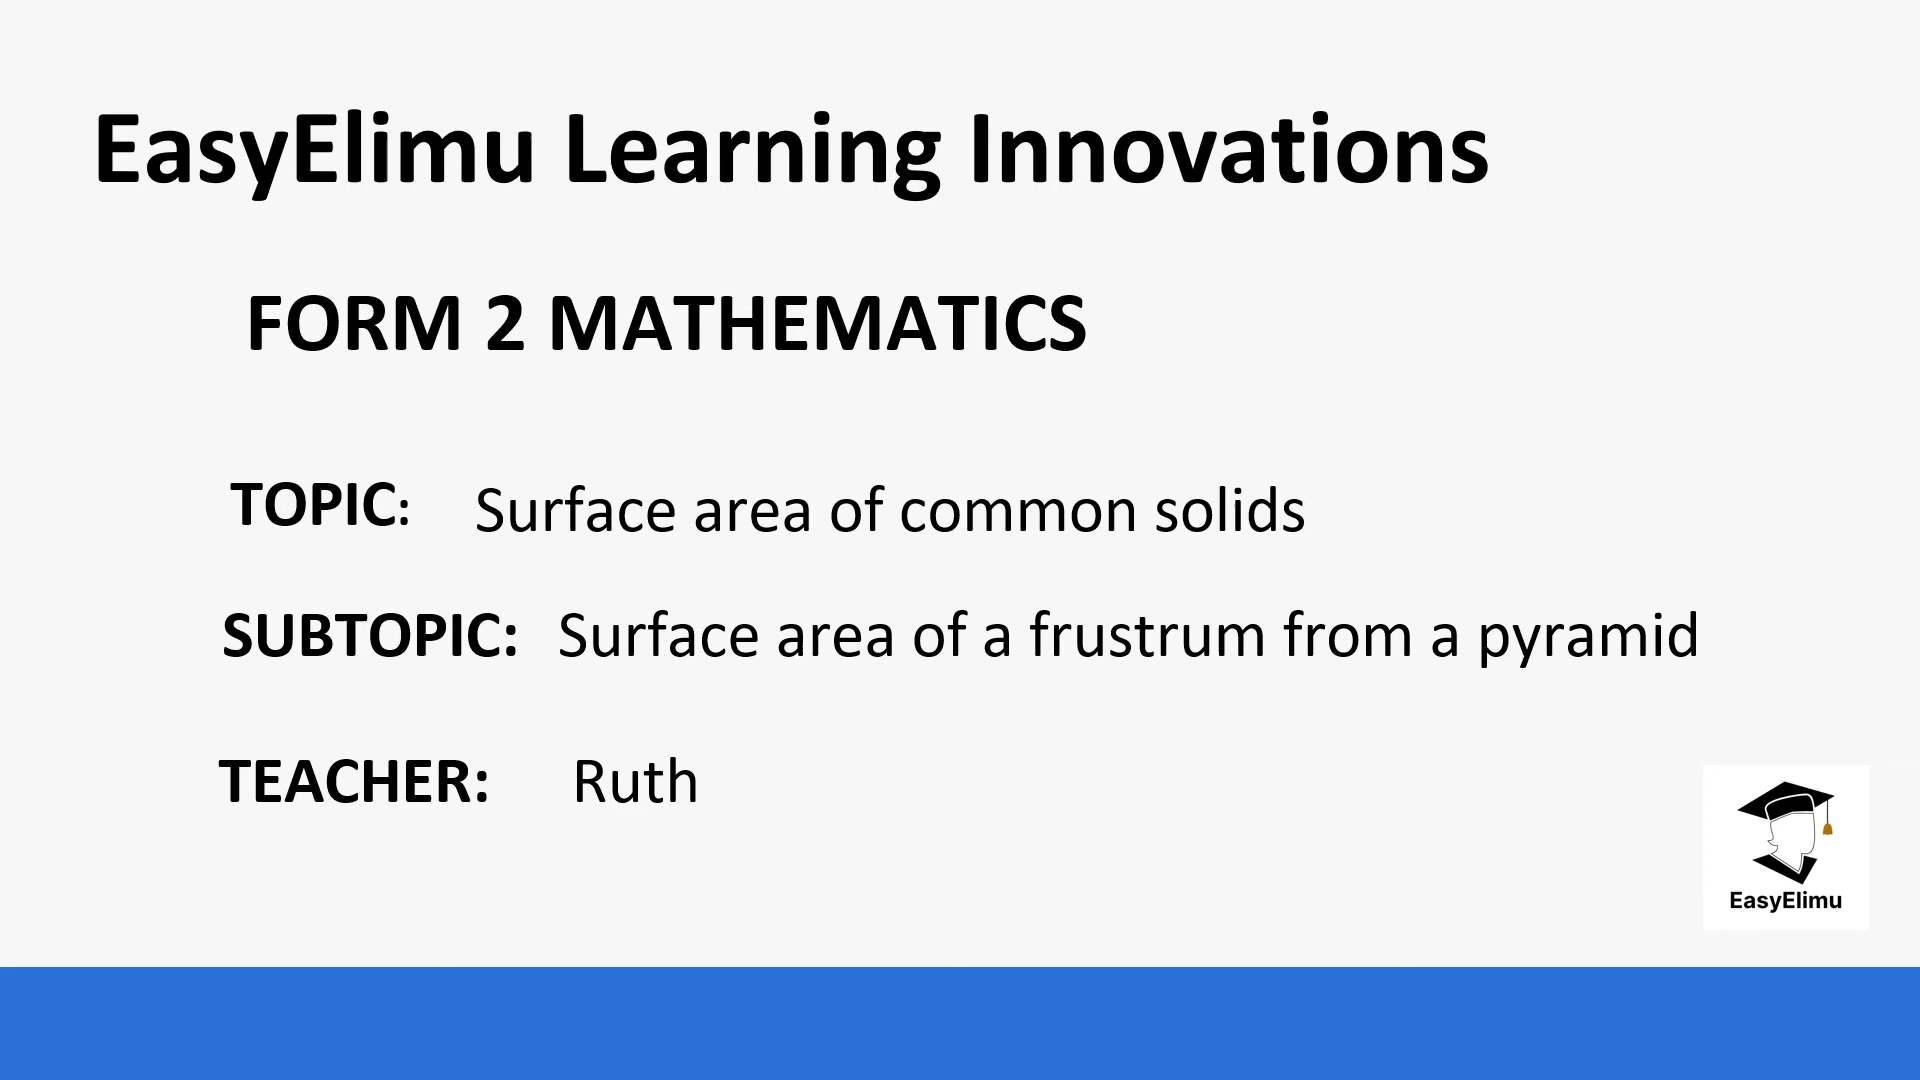 EasyElimu Learning Innovations
FORM 2 MATHEMATICS
TOPIC: Surface area of common solids
SUBTOPIC: Surface area of a frustrum from a pyramid
TEACHER: Ruth
EasyElimu